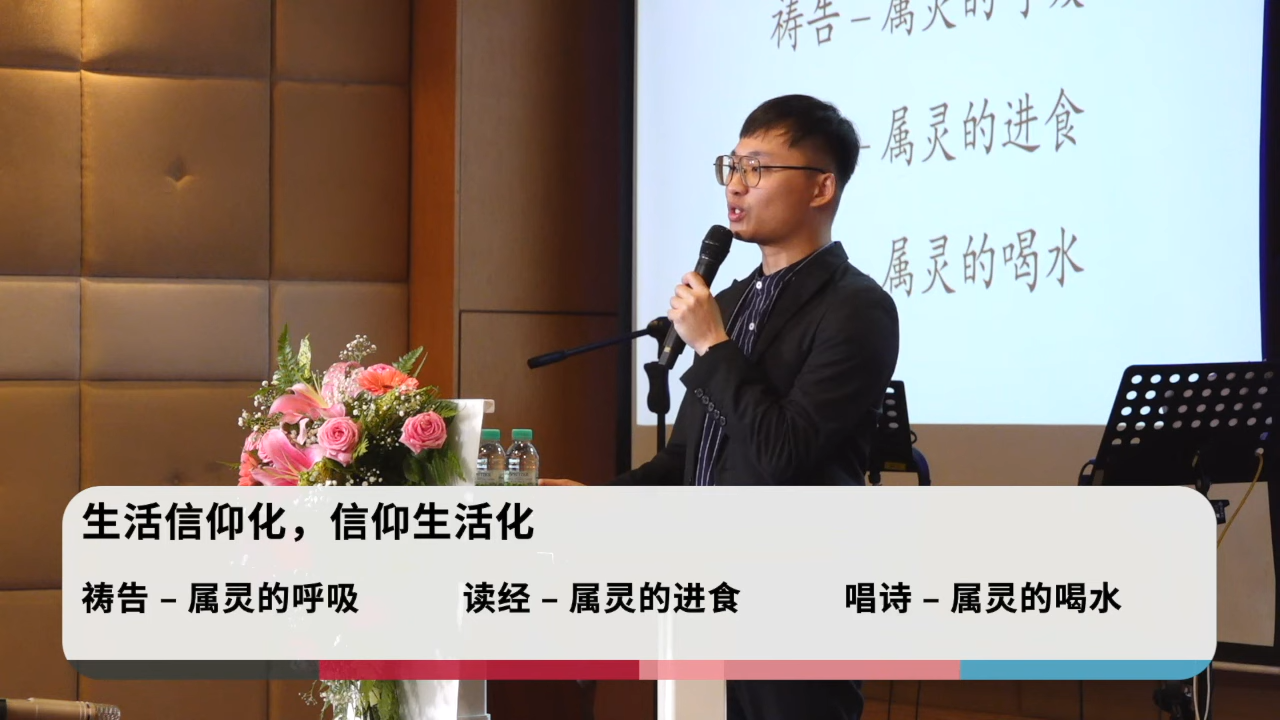 祷告 – 属灵的呼吸
– 属灵的进食
属灵的喝水
生活信仰化，信仰生活化
祷告 – 属灵的呼吸 读经 – 属灵的进食 唱诗 – 属灵的喝水